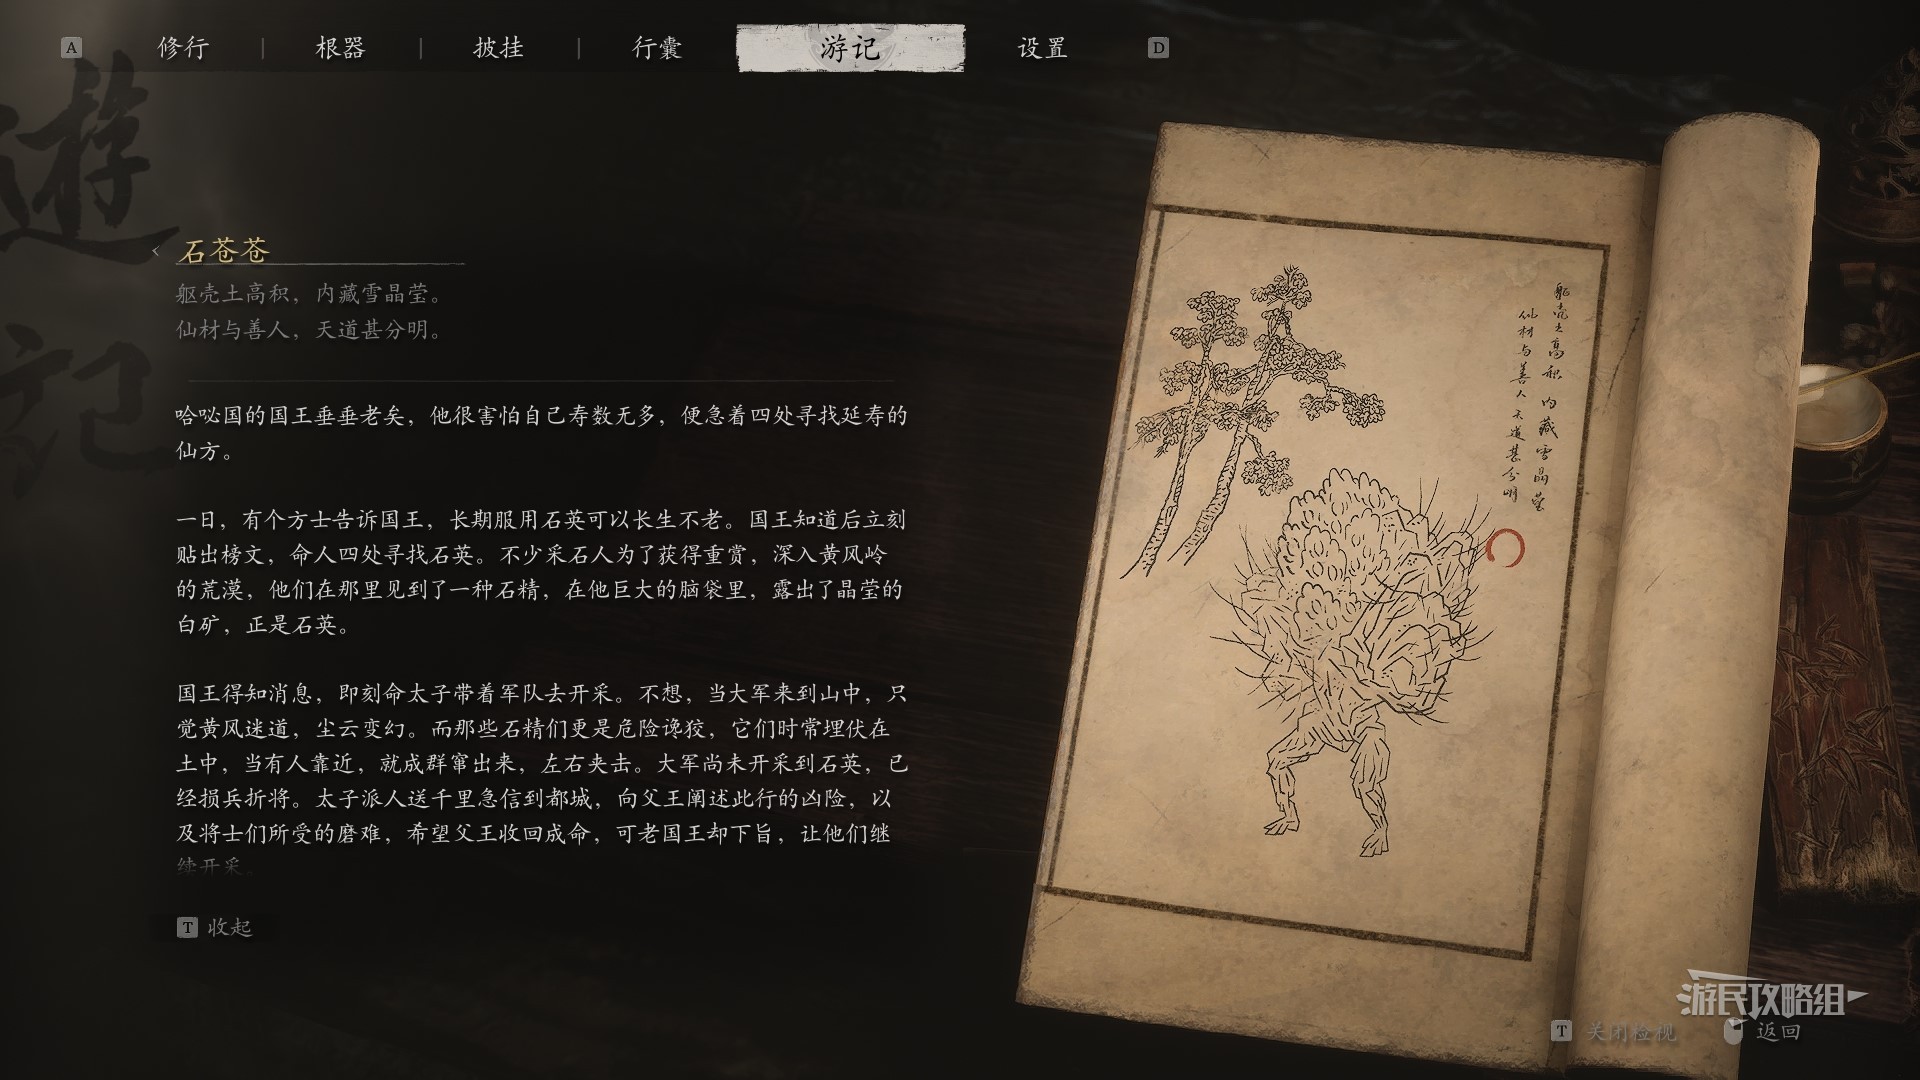 A 修行 | 根器 | 披挂 | 行囊 游记 设置 D
遊記
石苍苍
躯壳土高积，内藏雪晶莹。
仙材与善人，天道甚分明。
哈咇国的国王垂垂老矣，他很害怕自己寿数无多，便急着四处寻找延寿的
仙方。
一日，有个方士告诉国王，长期服用石英可以长生不老。国王知道后立刻
贴出榜文，命人四处寻找石英。不少采石人为了获得重赏，深入黄风岭
的荒漠，他们在那里见到了一种石精，在他巨大的脑袋里，露出了晶莹的
白矿，正是石英。
国王得知消息，即刻命太子带着军队去开采。不想，当大军来到山中，只
觉黄风迷道，尘云变幻。而那些石精们更是危险谗狡，它们时常埋伏在
土中，当有人靠近，就成群窜出来，左右夹击。大军尚未开采到石英，已
经损兵折将。太子派人送千里急信到都城，向父王阐述此行的凶险，以
及将士们所受的磨难，希望父王收回成命，可老国王却下旨，让他们继
续开采。
T 收起
躯壳土高积 内藏雪晶莹
仙材与善人 天道甚分明
游民攻略组
T 关闭检视 返回